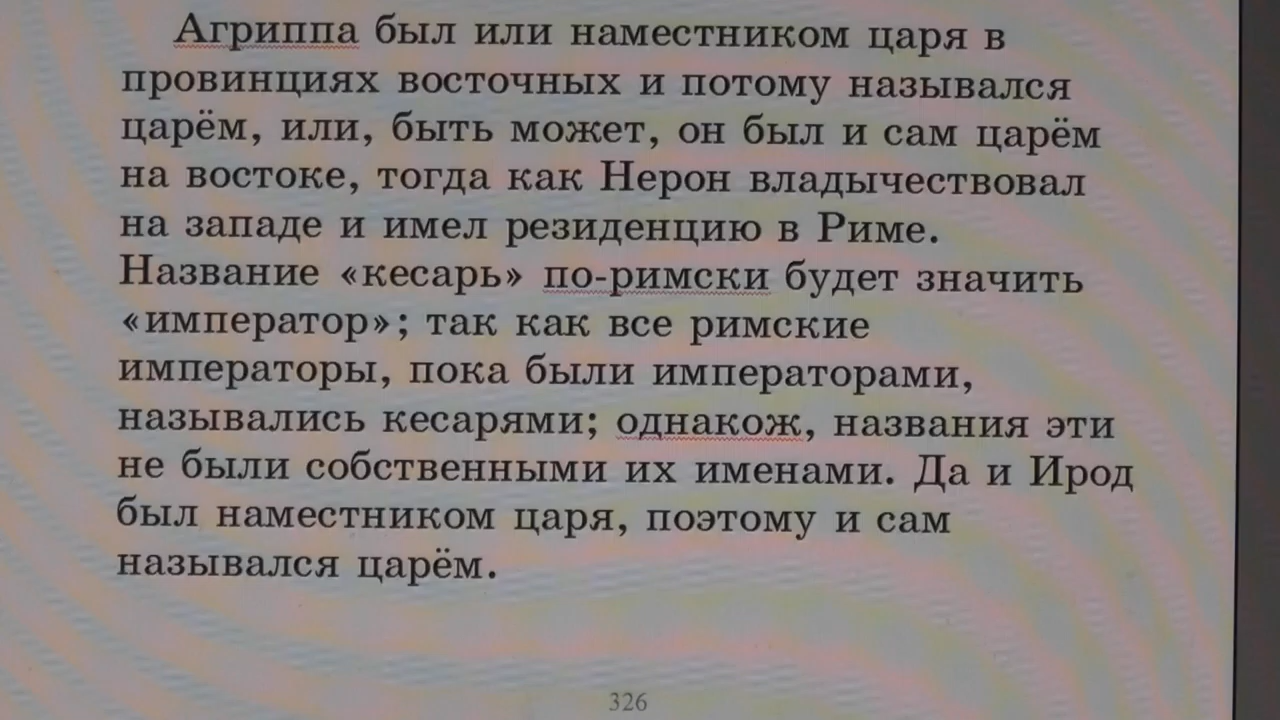 Агриппа был или наместником царя в
провинциях восточных и потому назывался
царём, или, быть может, он был и сам царём
на востоке, тогда как Нерон владычествовал
на западе и имел резиденцию в Риме.
Название «кесарь» по-римски будет значить
«император»; так как все римские
императоры, пока были императорами,
назывались кесарями; однакож, названия эти
не были собственными их именами. Да и Ирод
был наместником царя, поэтому и сам
назывался царём.
326